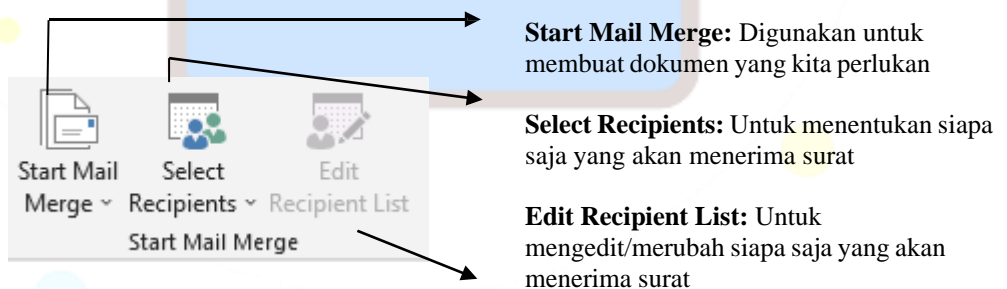 Start Mail Merge: Digunakan untuk
membuat dokumen yang kita perlukan
Select Recipients: Untuk menentukan siapa
saja yang akan menerima surat
Edit Recipient List: Untuk
mengedit/merubah siapa saja yang akan
menerima surat
Start Mail
Merge
Select
Recipients
Edit
Recipient List
Start Mail Merge